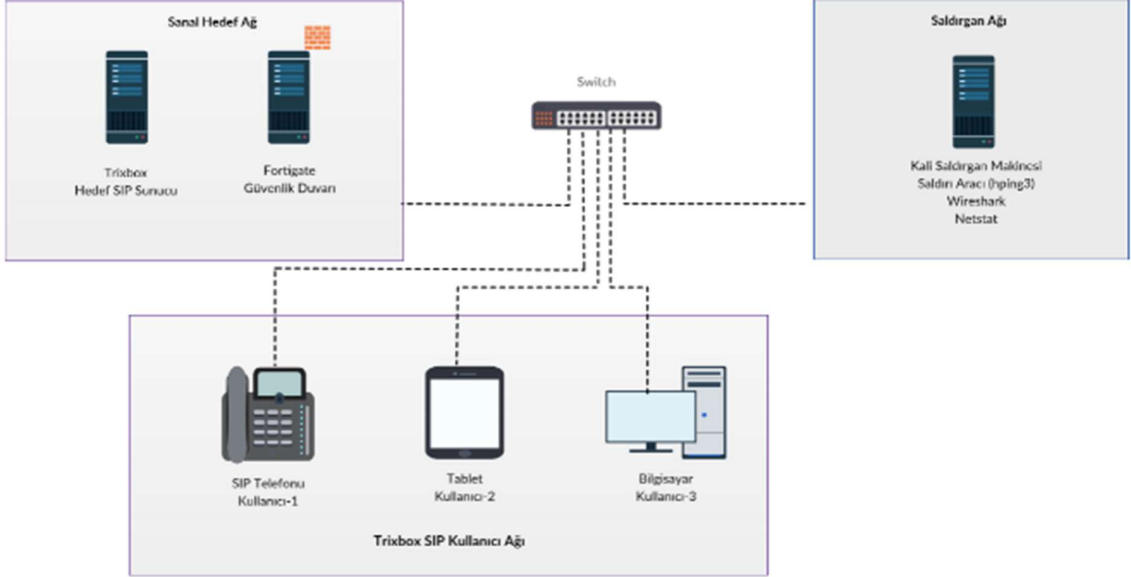 Sanal Hedef Ağ
Trixbox
Hedef SIP Sunucu
Fortigate
Güvenlik Duvarı
Switch
Saldırgan Ağı
Kali Saldırgan Makinesi
Saldırı Aracı (hping3)
Wireshark
Netstat
SIP Telefonu
Kullanıcı-1
Tablet
Kullanıcı-2
Bilgisayar
Kullanıcı-3
Trixbox SIP Kullanıcı Ağı